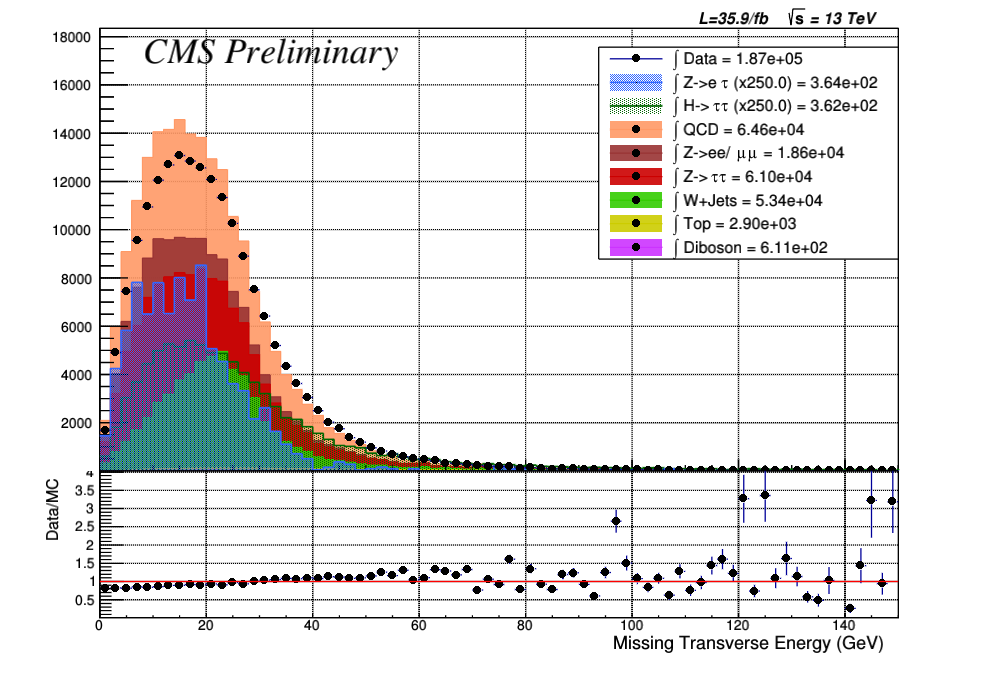 L=35.9/fb √s = 13 TeV
CMS Preliminary
∫ Data = 1.87e+05
∫ Z->e τ (x250.0) = 3.64e+02
∫ H-> ττ (x250.0) = 3.62e+02
∫ QCD = 6.46e+04
∫ Z->ee/ μμ = 1.86e+04
∫ Z-> ττ = 6.10e+04
∫ W+Jets = 5.34e+04
∫ Top = 2.90e+03
∫ Diboson = 6.11e+02
18000
16000
14000
12000
10000
8000
6000
4000
2000
Data/MC
4
3.5
3
2.5
2
1.5
1
0.5
0 20 40 60 80 100 120 140
Missing Transverse Energy (GeV)